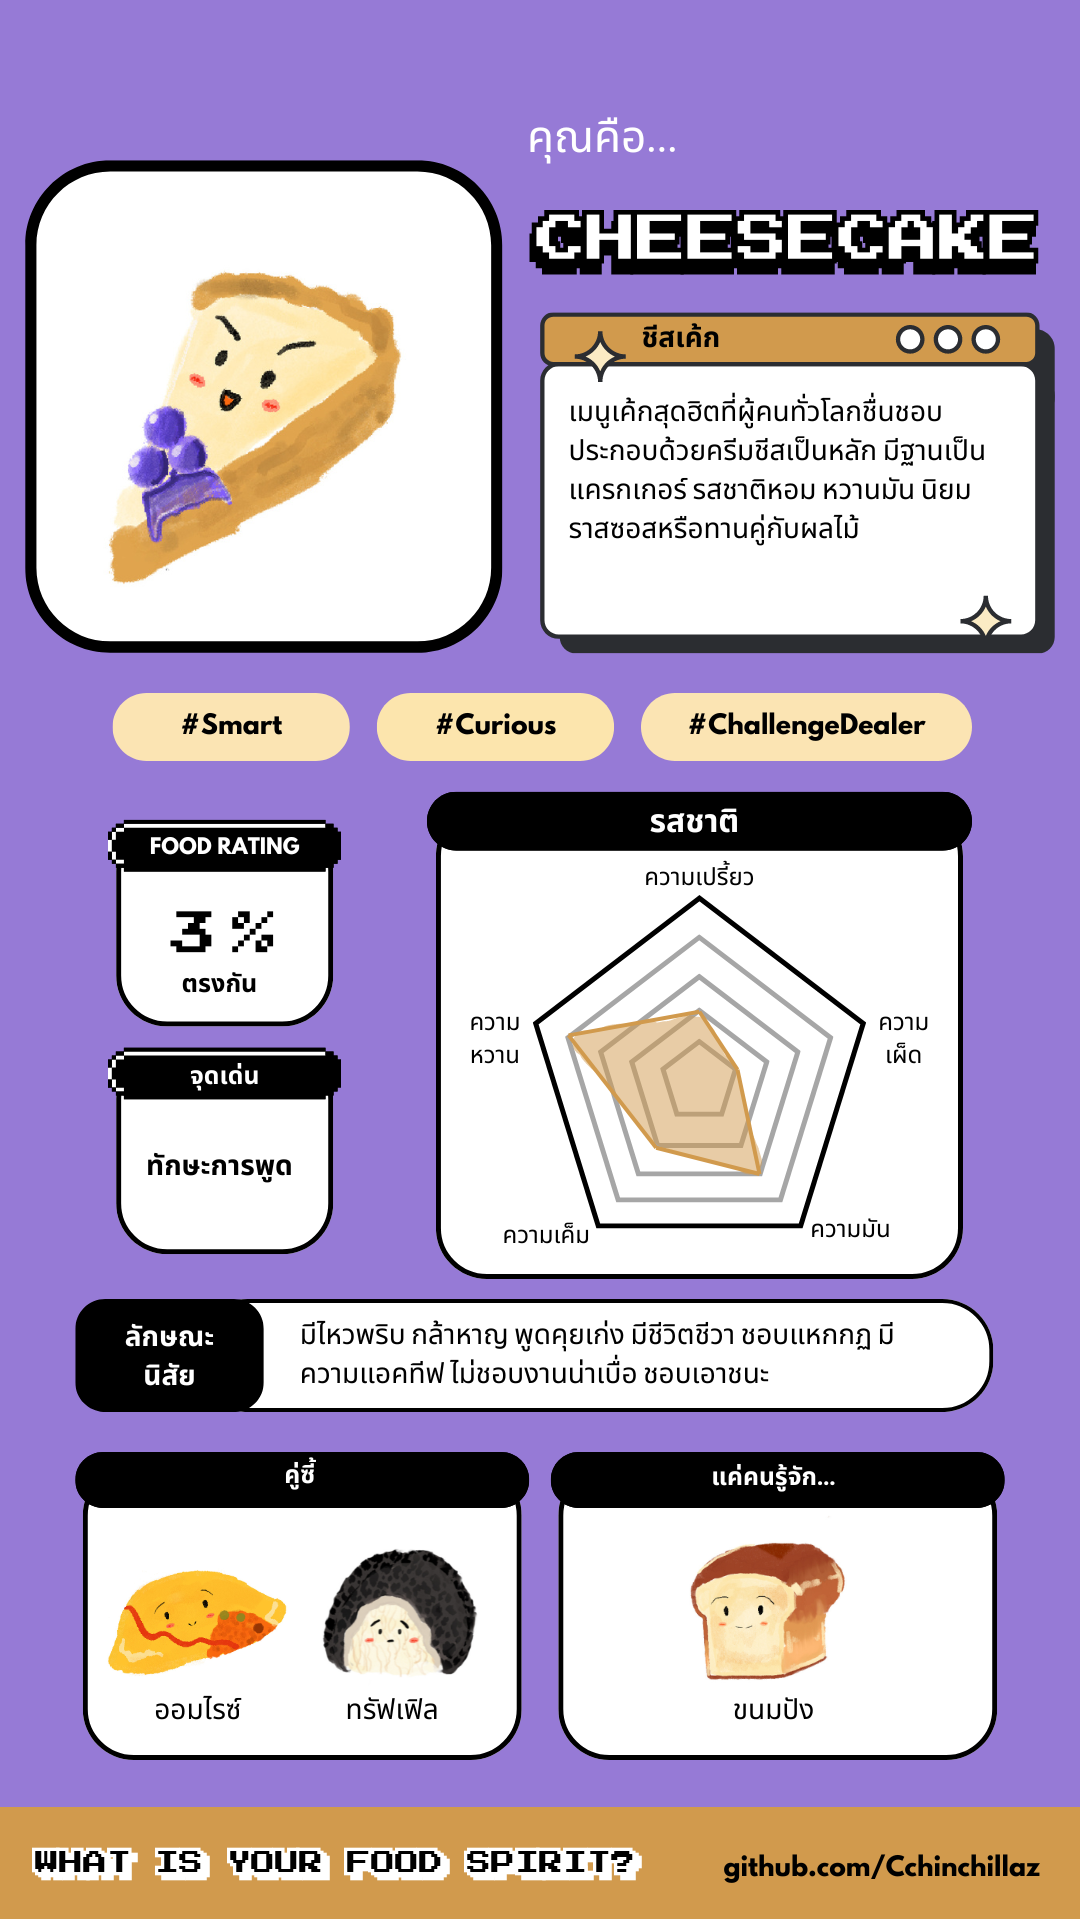 คุณคือ...
CHEESECAKE
ชีสเค้ก
เมนูเค้กสุดฮิตที่ผู้คนทั่วโลกชื่นชอบ
ประกอบด้วยครีมชีสเป็นหลัก มีฐานเป็น
แครกเกอร์ รสชาติหอม หวานมัน นิยม
ราสซอสหรือทานคู่กับผลไม้
#Smart
#Curious
#ChallengeDealer
FOOD RATING
3 %
ตรงกัน
จุดเด่น
ทักษะการพูด
รสชาติ
ความเปรี้ยว
ความ
หวาน
ความ
เผ็ด
ความเค็ม
ความมัน
ลักษณะ
นิสัย
มีไหวพริบ กล้าหาญ พูดคุยเก่ง มีชีวิตชีวา ชอบแหกกฏ มี
ความแอคทีฟ ไม่ชอบงานน่าเบื่อ ชอบเอาชนะ
คู่ซี้
ออมไรซ์
ทรัฟเฟิล
แค่คนรู้จัก...
ขนมปัง
WHAT IS YOUR FOOD SPIRIT?
github.com/Cchinchillaz